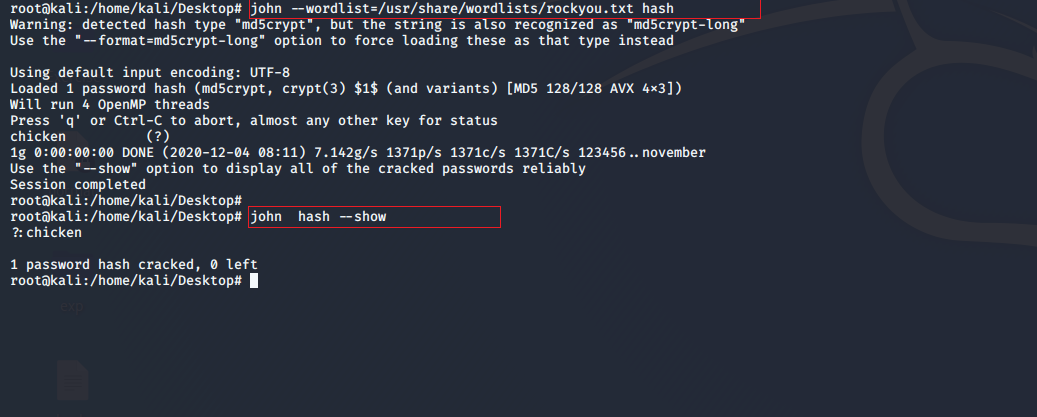 root@kali:/home/kali/Desktop# john --wordlist=/usr/share/wordlists/rockyou.txt hash
Warning: detected hash type "md5crypt", but the string is also recognized as "md5crypt-long"
Use the "--format=md5crypt-long" option to force loading these as that type instead
Using default input encoding: UTF-8
Loaded 1 password hash (md5crypt, crypt(3) $1$ (and variants) [MD5 128/128 AVX 4×3])
Will run 4 OpenMP threads
Press 'q' or Ctrl-C to abort, almost any other key for status
chicken          (?)
1g 0:00:00:00 DONE (2020-12-04 08:11) 7.142g/s 1371p/s 1371c/s 1371C/s 123456..november
Use the "--show" option to display all of the cracked passwords reliably
Session completed
root@kali:/home/kali/Desktop#
root@kali:/home/kali/Desktop# john  hash --show
?:chicken
1 password hash cracked, 0 left
root@kali:/home/kali/Desktop#